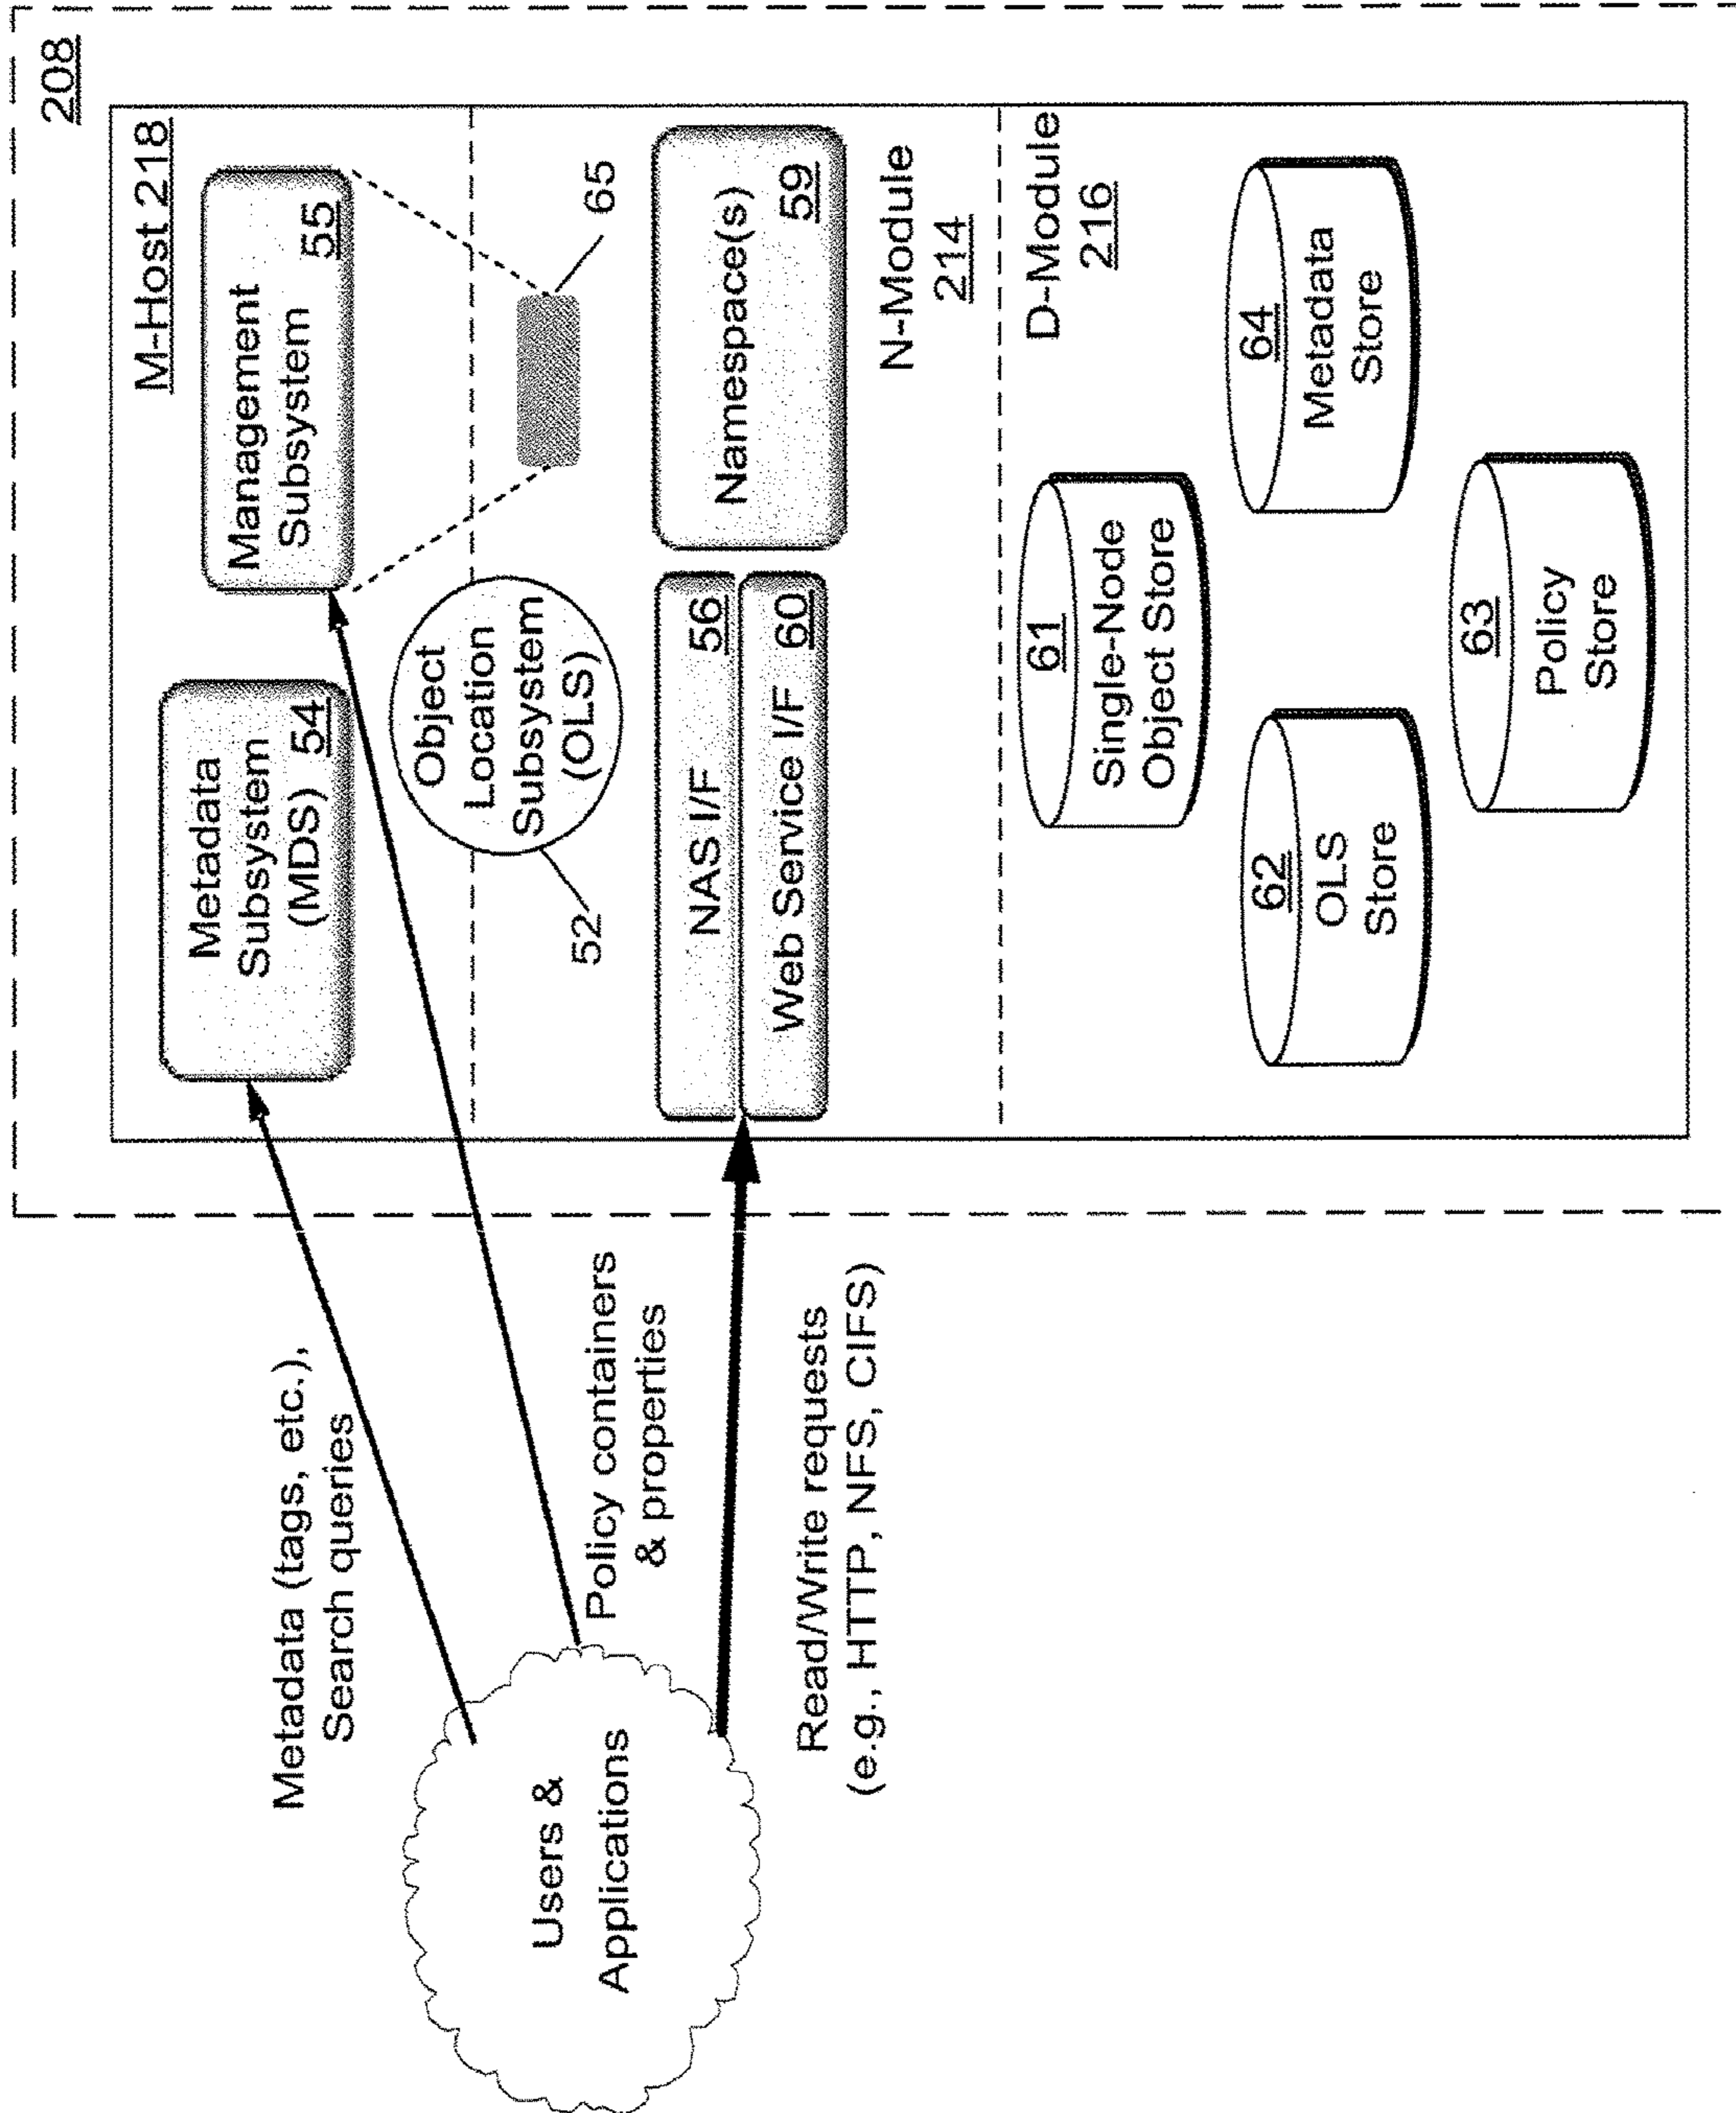 208
M-Host 218
Metadata
Subsystem
(MDS) 54
Management
Subsystem
55
Object
Location
Subsystem
(OLS)
52
65
NAS I/F 56
Web Service I/F 60
Namespace(s)
59
N-Module
214
D-Module
216
61
Single-Node
Object Store
62
OLS
Store
64
Metadata
Store
63
Policy
Store
Metadata (tags, etc.),
Search queries
Policy containers
& properties
Read/Write requests
(e.g., HTTP, NFS, CIFS)
Users &
Applications